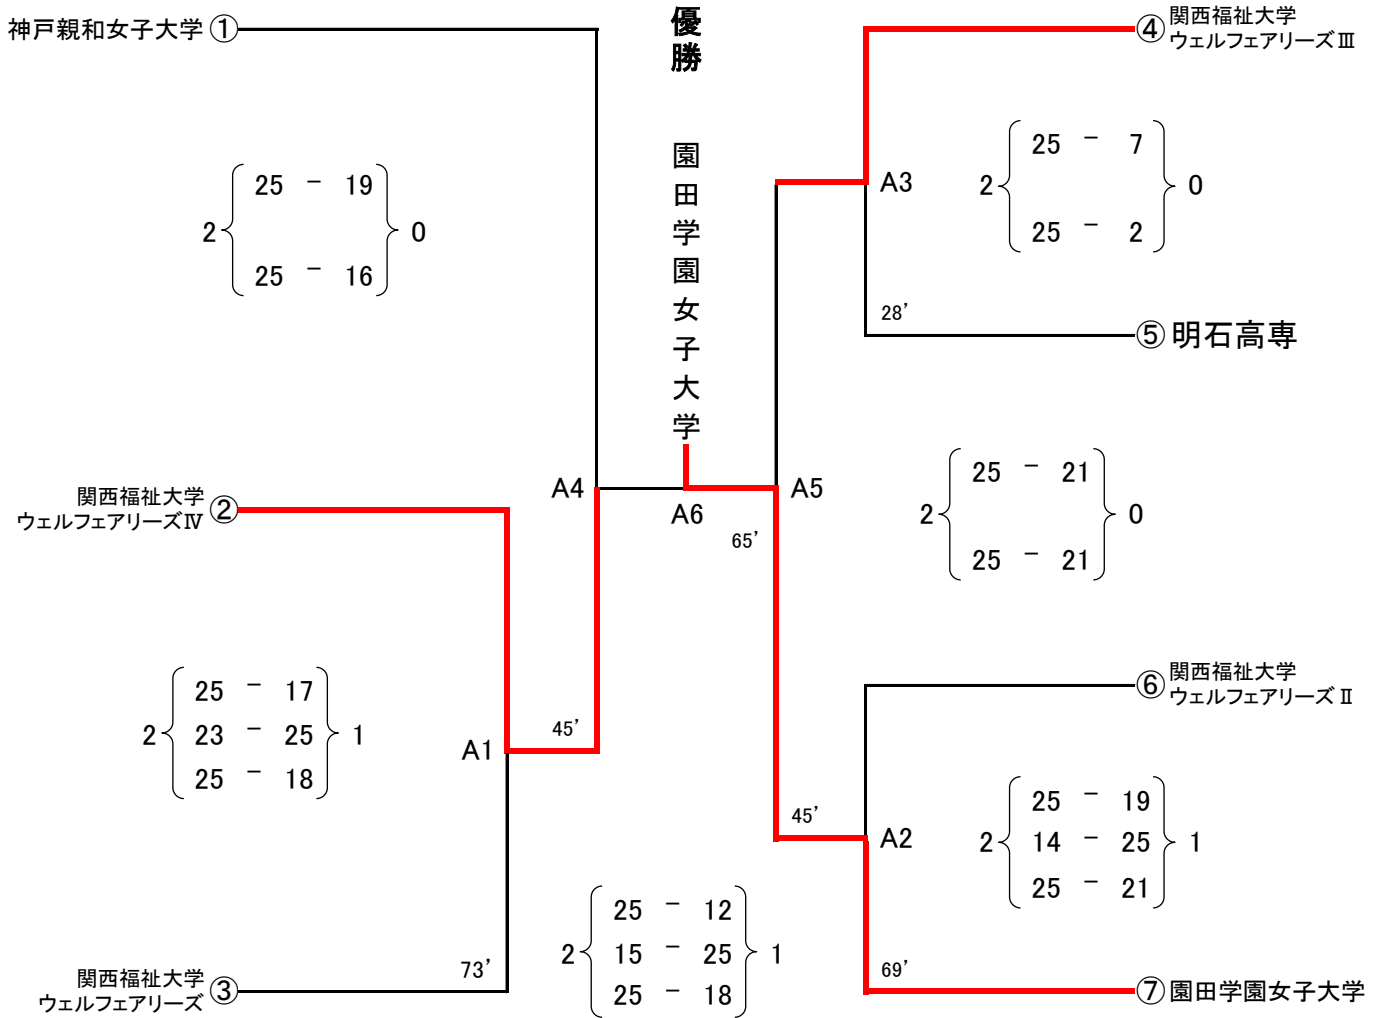 神戸親和女子大学 ①
優勝
園田学園女子大学
④ 関西福祉大学
ウェルフェアリーズⅢ
25 - 19
2 0
25 - 16
25 - 7
A3 2 0
25 - 2
28’
⑤ 明石高専
関西福祉大学
ウェルフェアリーズⅣ ②
A4
A6
A5
65’
25 - 21
2 0
25 - 21
25 - 17
2 23 - 25 1
25 - 18
A1
45’
73’
関西福祉大学
ウェルフェアリーズ ③
25 - 12
2 15 - 25 1
25 - 18
⑥ 関西福祉大学
ウェルフェアリーズⅡ
45’
A2
25 - 19
2 14 - 25 1
25 - 21
69’
⑦ 園田学園女子大学